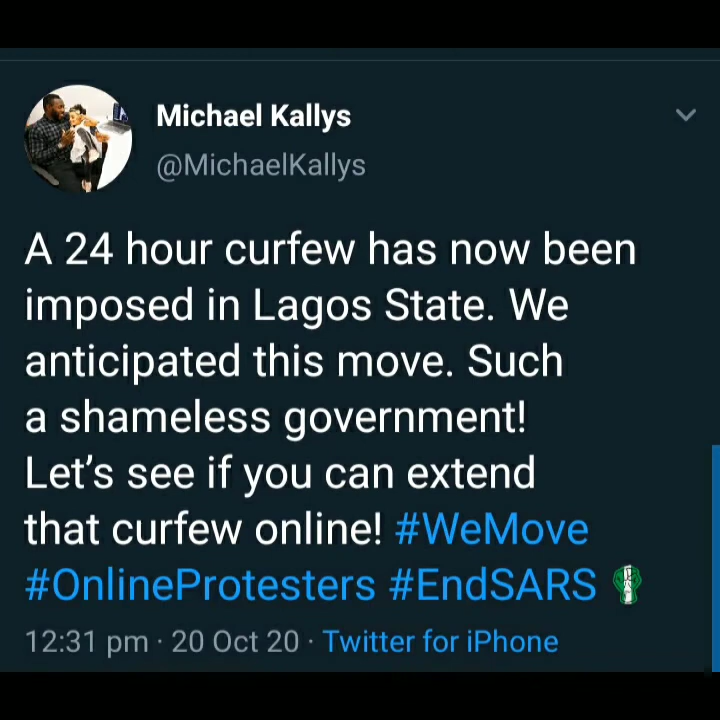 Michael Kallys
@MichaelKallys
A 24 hour curfew has now been
imposed in Lagos State. We
anticipated this move. Such
a shameless government!
Let's see if you can extend
that curfew online! #WeMove
#OnlineProtesters #EndSARS
12:31 pm · 20 Oct 20 · Twitter for iPhone